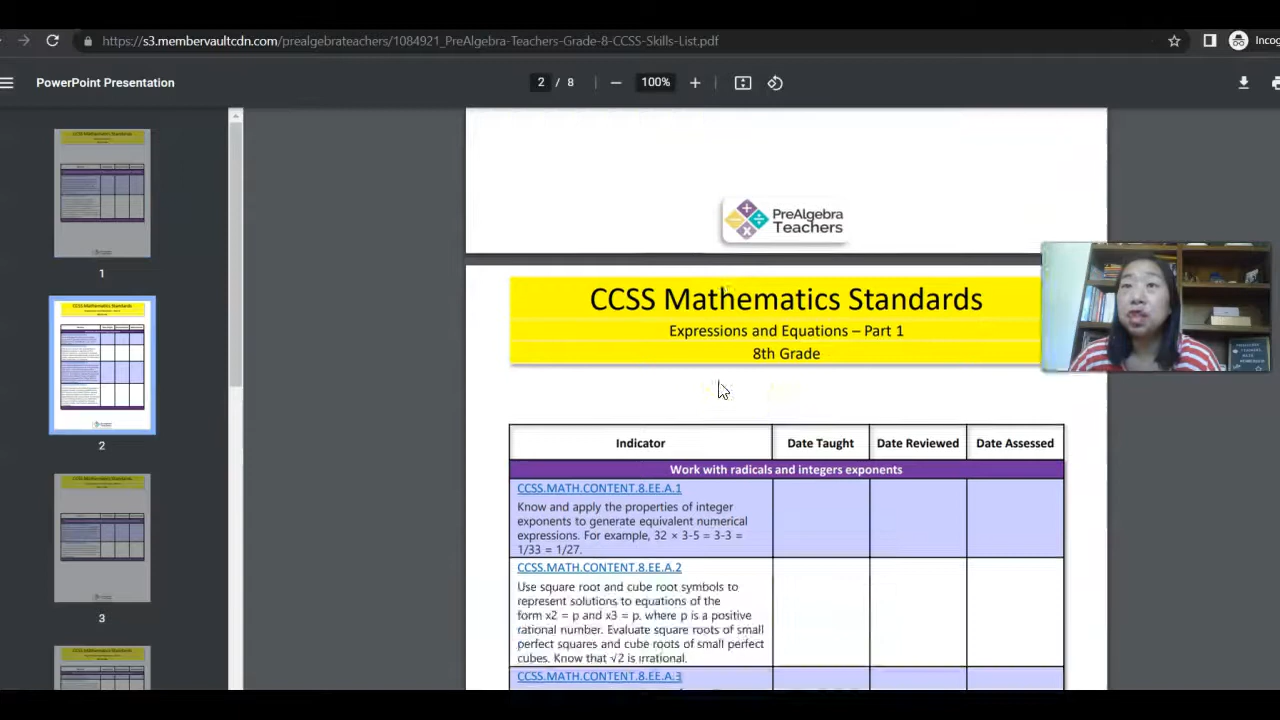 https://s3.membervaultcdn.com/prealgebrateachers/1084921_PreAlgebra-Teachers-Grade-8-CCSS-Skills-List.pdf
Incog
PowerPoint Presentation
2 / 8
100%
1
2
3
PreAlgebra
Teachers
CCSS Mathematics Standards
Expressions and Equations – Part 1
8th Grade
Indicator Date Taught Date Reviewed Date Assessed
Work with radicals and integers exponents
CCSS.MATH.CONTENT.8.EE.A.1
Know and apply the properties of integer
exponents to generate equivalent numerical
expressions. For example, 32 × 3-5 = 3-3 =
1/33 = 1/27.
CCSS.MATH.CONTENT.8.EE.A.2
Use square root and cube root symbols to
represent solutions to equations of the
form x2 = p and x3 = p, where p is a positive
rational number. Evaluate square roots of small
perfect squares and cube roots of small perfect
cubes. Know that √2 is irrational.
CCSS.MATH.CONTENT.8.EE.A.3